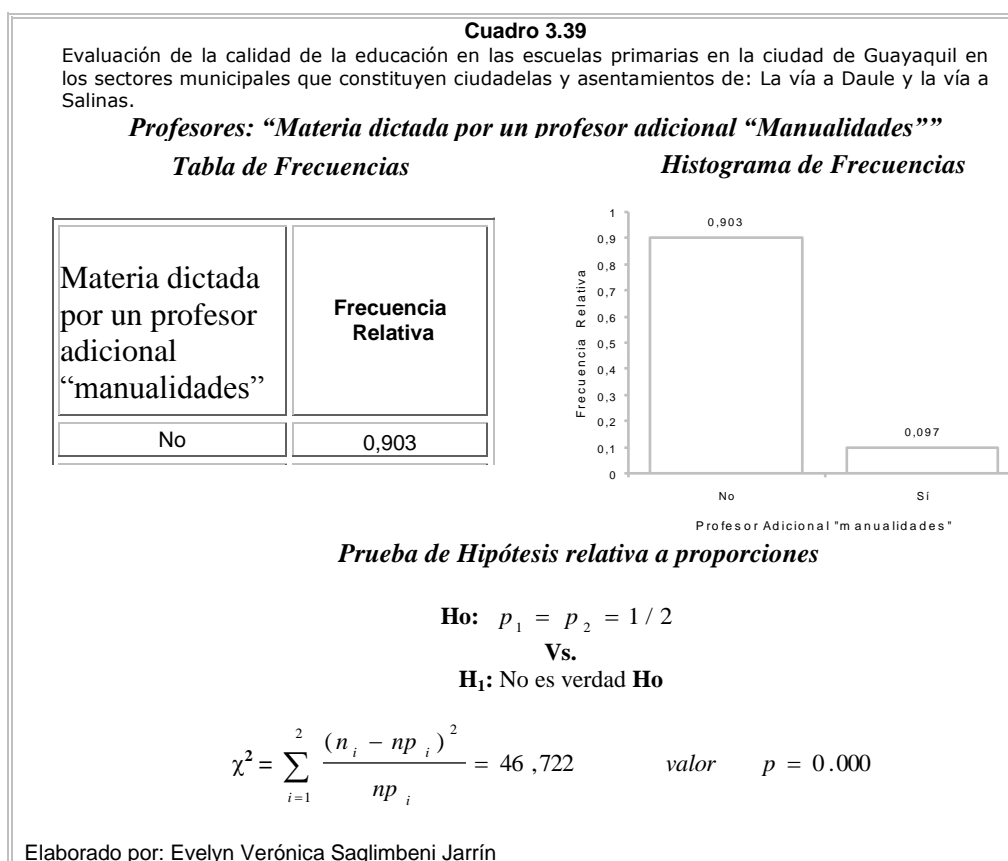 Cuadro 3.39
Evaluación de la calidad de la educación en las escuelas primarias en la ciudad de Guayaquil en
los sectores municipales que constituyen ciudadelas y asentamientos de: La vía a Daule y la vía a
Salinas.
Profesores: “Materia dictada por un profesor adicional “Manualidades””
Tabla de Frecuencias
Materia dictada
por un profesor
adicional
“manualidades”
Frecuencia
Relativa
No 0,903
Histograma de Frecuencias
Frecuencia Relativa
1
0,9
0,8
0,7
0,6
0,5
0,4
0,3
0,2
0,1
0
0,903
0,097
No Sí
Profesor Adicional "manualidades"
Prueba de Hipótesis relativa a proporciones
Ho: p₁ = p₂ = 1 / 2
Vs.
H₁: No es verdad Ho
χ² = ∑_{i=1}^{2} (n_i − np_i)² / np_i = 46,722 valor p = 0.000
Elaborado por: Evelyn Verónica Saglimbeni Jarrín